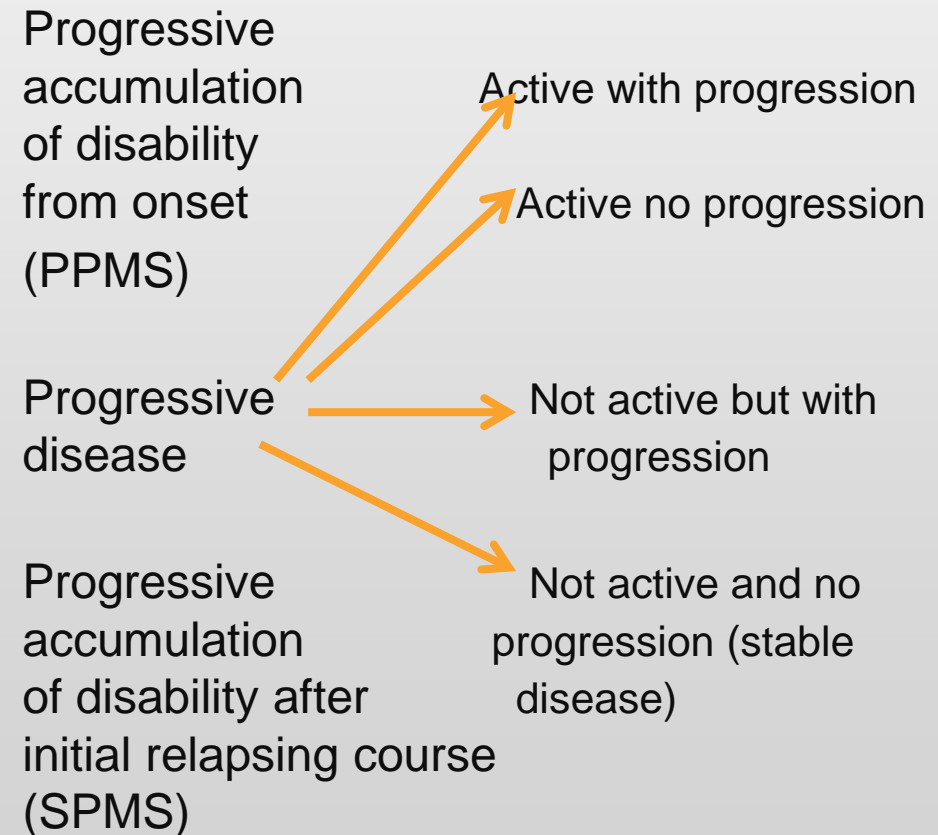 Progressive
accumulation
of disability
from onset
(PPMS)
Progressive
disease
Progressive
accumulation
of disability after
initial relapsing course
(SPMS)
Active with progression
Active no progression
Not active but with
progression
Not active and no
progression (stable
disease)